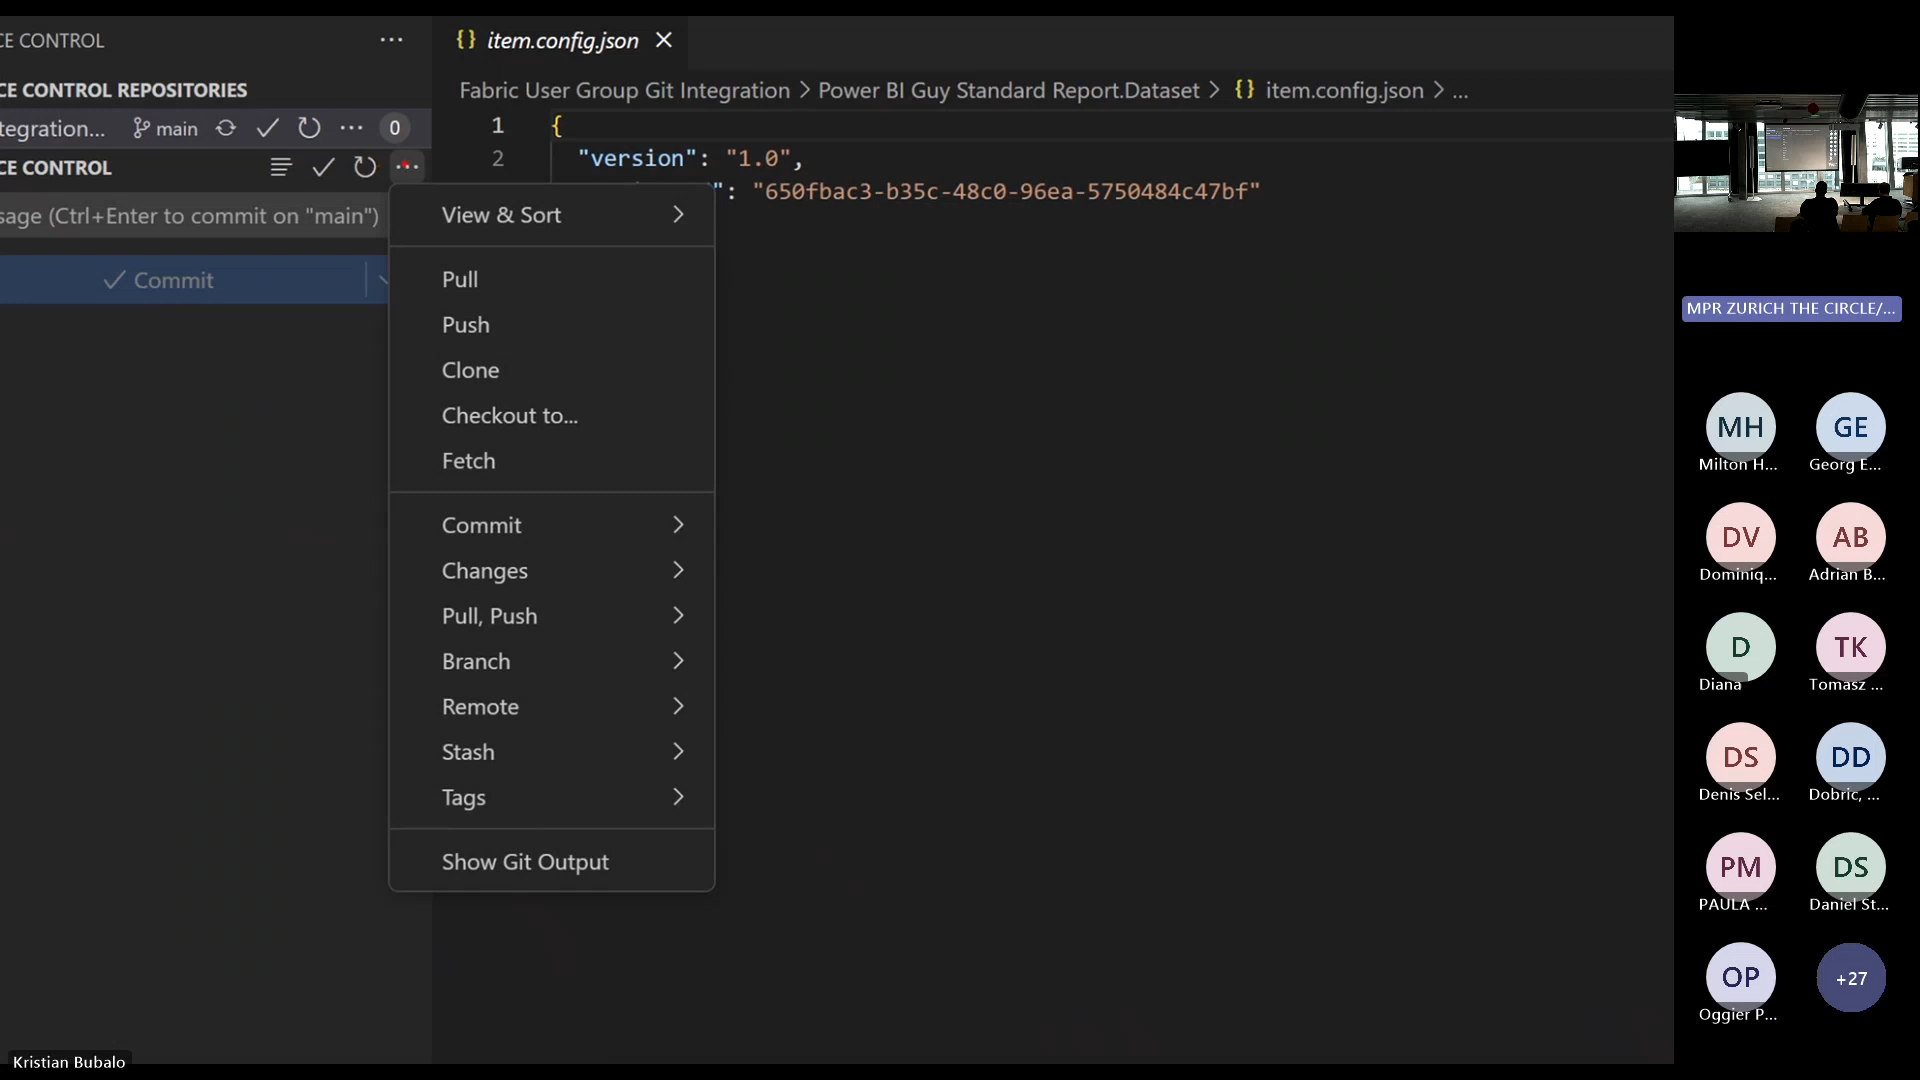 CE CONTROL
···
{} item.config.json ×
CE CONTROL REPOSITORIES
Fabric User Group Git Integration > Power BI Guy Standard Report.Dataset > {} item.config.json > ...
tegration... main ··· 0
1 {
CE CONTROL ···
2 "version": "1.0",
": "650fbac3-b35c-48c0-96ea-5750484c47bf"
sage (Ctrl+Enter to commit on "main")
Commit
View & Sort
Pull
Push
Clone
Checkout to...
Fetch
Commit
Changes
Pull, Push
Branch
Remote
Stash
Tags
Show Git Output
MPR ZURICH THE CIRCLE/...
MH GE
Milton H... Georg E...
DV AB
Dominiq... Adrian B...
D TK
Diana Tomasz ...
DS DD
Denis Sel... Dobric, ...
PM DS
PAULA ... Daniel St...
OP +27
Oggier P...
Kristian Bubalo